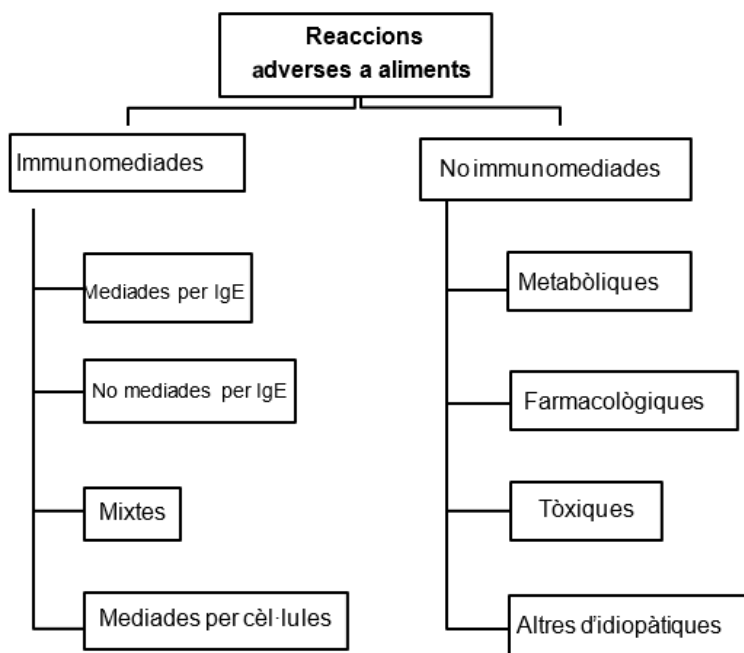 Reaccions
adverses a aliments
Immunomediades
No immunomediades
Mediades per IgE
Metabòliques
No mediades per IgE
Farmacològiques
Mixtes
Tòxiques
Mediades per cèl·lules
Altres d'idiopàtiques